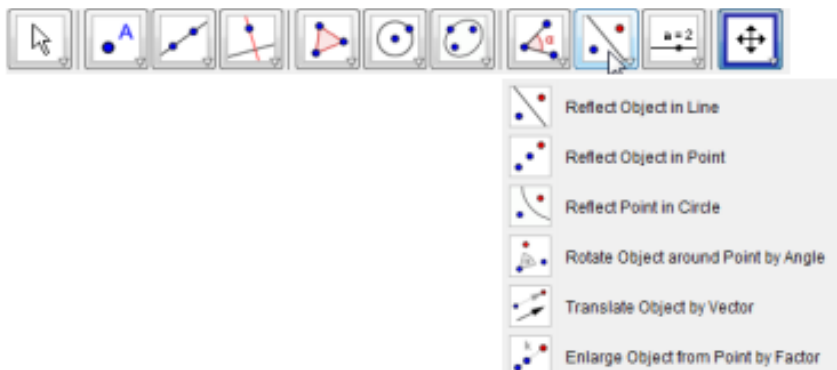 A
α
a = 2
Reflect Object in Line
Reflect Object in Point
Reflect Point in Circle
Rotate Object around Point by Angle
Translate Object by Vector
k
Enlarge Object from Point by Factor